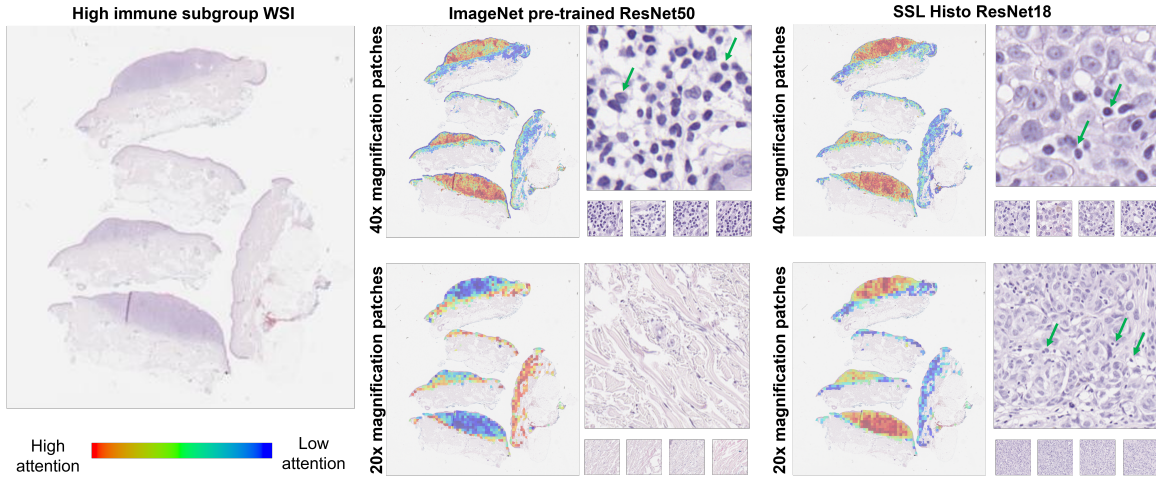 High immune subgroup WSI
ImageNet pre-trained ResNet50
SSL Histo ResNet18
40x magnification patches
40x magnification patches
20x magnification patches
20x magnification patches
High
attention
Low
attention